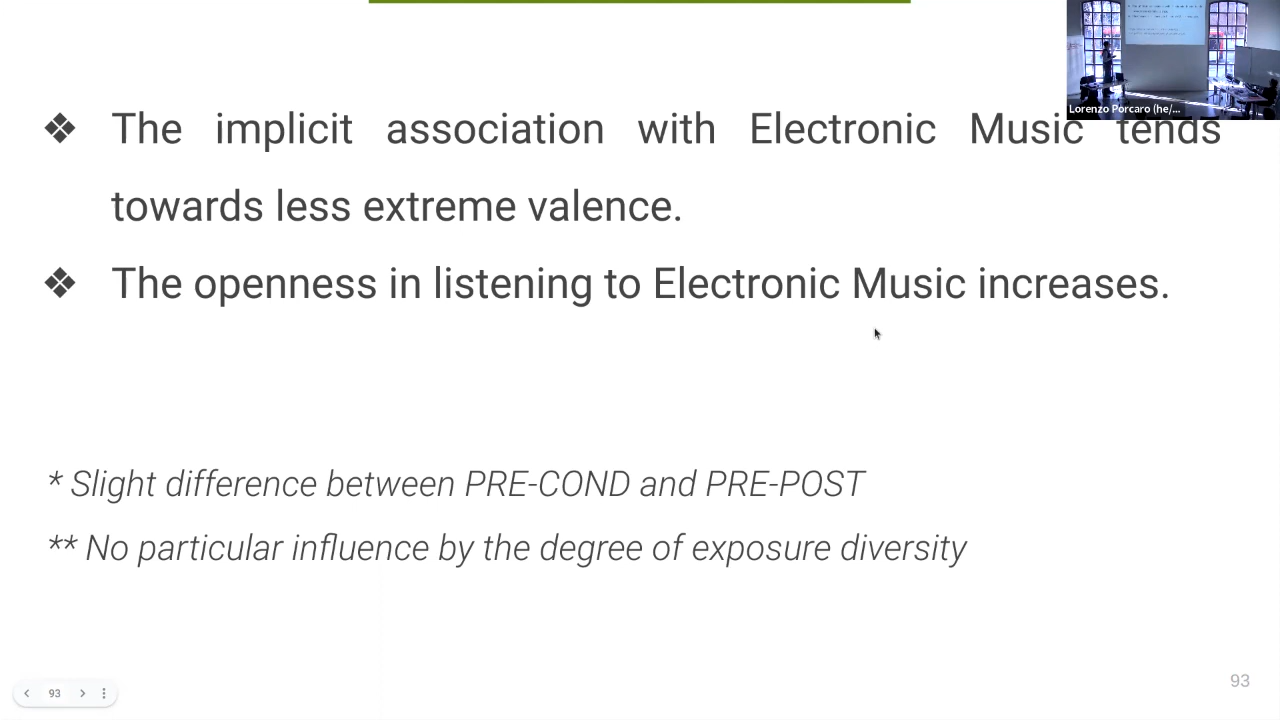 Lorenzo Porcaro (he/...
❖ The implicit association with Electronic Music tends
towards less extreme valence.
❖ The openness in listening to Electronic Music increases.
* Slight difference between PRE-COND and PRE-POST
** No particular influence by the degree of exposure diversity
93
93